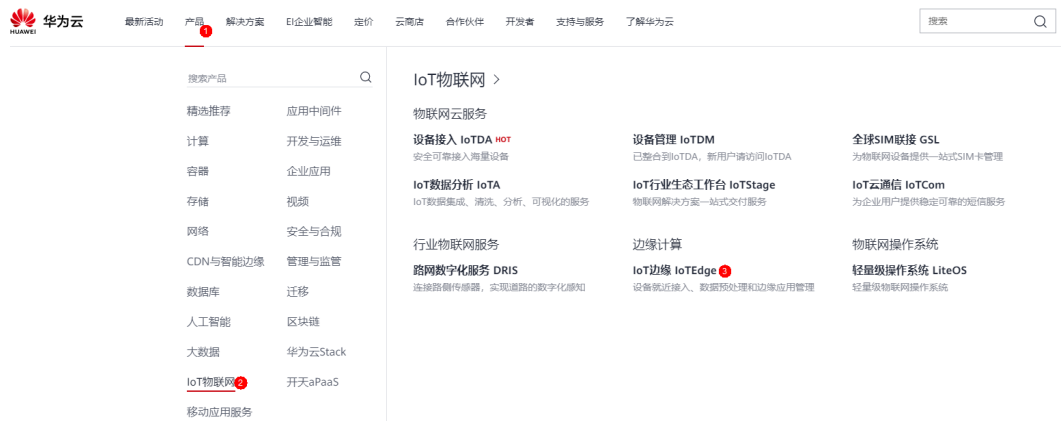 HUAWEI
华为云
最新活动 产品 解决方案 EI企业智能 定价 云商店 合作伙伴 开发者 支持与服务 了解华为云
搜索
1
搜索产品
精选推荐 应用中间件
计算 开发与运维
容器 企业应用
存储 视频
网络 安全与合规
CDN与智能边缘 管理与监管
数据库 迁移
人工智能 区块链
大数据 华为云Stack
IoT物联网 2 开天aPaaS
移动应用服务
IoT物联网 >
物联网云服务
设备接入 IoTDA HOT 设备管理 IoTDM 全球SIM联接 GSL
安全可靠接入海量设备 已整合到IoTDA，新用户请访问IoTDA 为物联网设备提供一站式SIM卡管理
IoT数据分析 IoTA IoT行业生态工作台 IoTStage IoT云通信 IoTCom
IoT数据集成、清洗、分析、可视化的服务 物联网解决方案一站式交付服务 为企业用户提供稳定可靠的短信服务
行业物联网服务 边缘计算 物联网操作系统
路网数字化服务 DRIS IoT边缘 IoTEdge 3 轻量级操作系统 LiteOS
连接路侧传感器，实现道路的数字化感知 设备就近接入、数据预处理和边缘应用管理 轻量级物联网操作系统